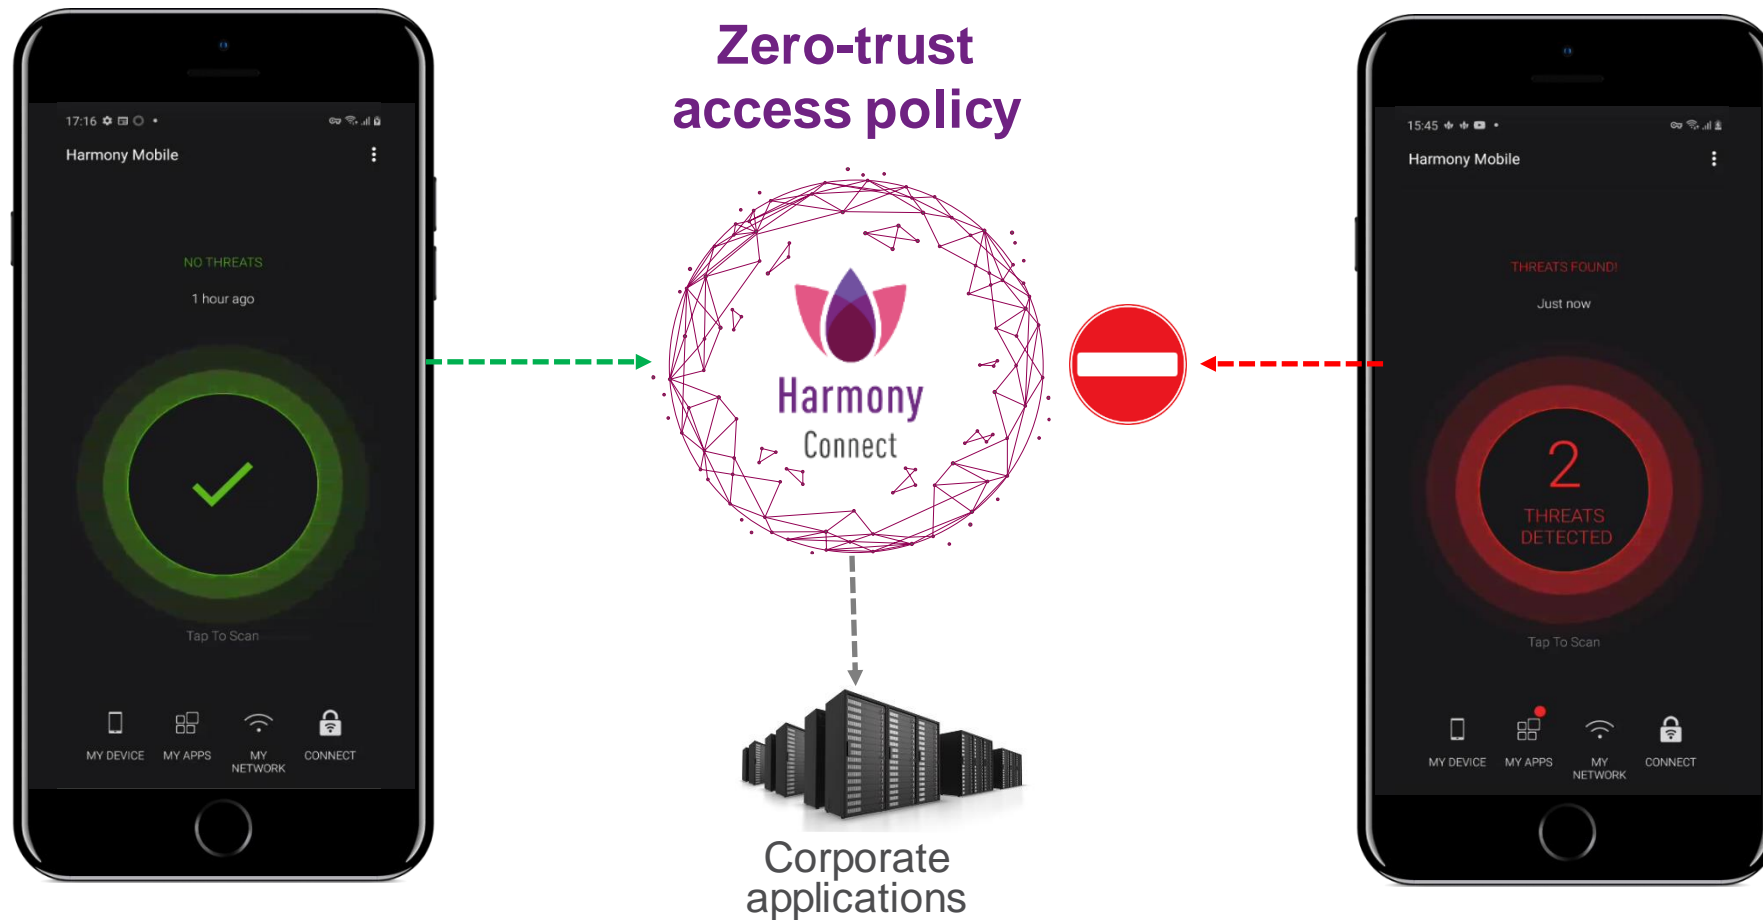 Zero-trust
access policy
17:16
Harmony Mobile
NO THREATS
1 hour ago
Tap To Scan
MY DEVICE
MY APPS
MY
NETWORK
CONNECT
Harmony
Connect
Corporate
applications
15:45
Harmony Mobile
THREATS FOUND!
Just now
2
THREATS
DETECTED
Tap To Scan
MY DEVICE
MY APPS
MY
NETWORK
CONNECT